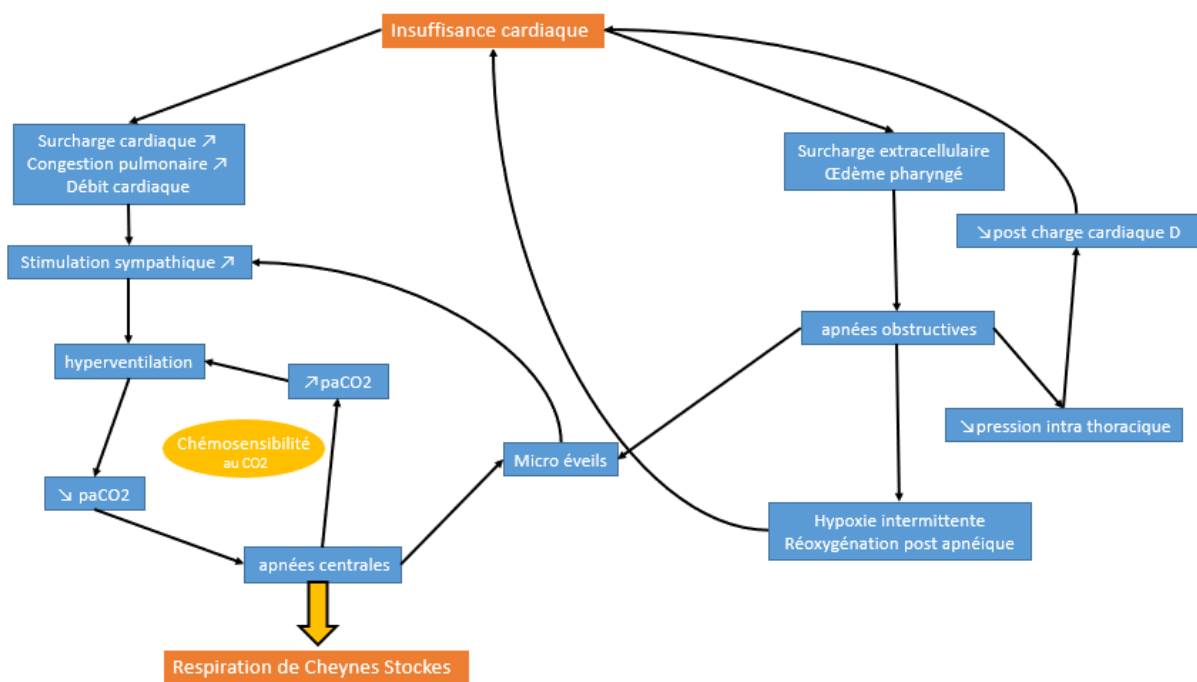 Insuffisance cardiaque
Surcharge cardiaque ↗
Congestion pulmonaire ↗
Débit cardiaque
Surcharge extracellulaire
Œdème pharyngé
↘post charge cardiaque D
Stimulation sympathique ↗
apnées obstructives
hyperventilation
↗paCO2
↘pression intra thoracique
Chémosensibilité
au CO2
Micro éveils
↘ paCO2
Hypoxie intermittente
Réoxygénation post apnéique
apnées centrales
Respiration de Cheynes Stockes